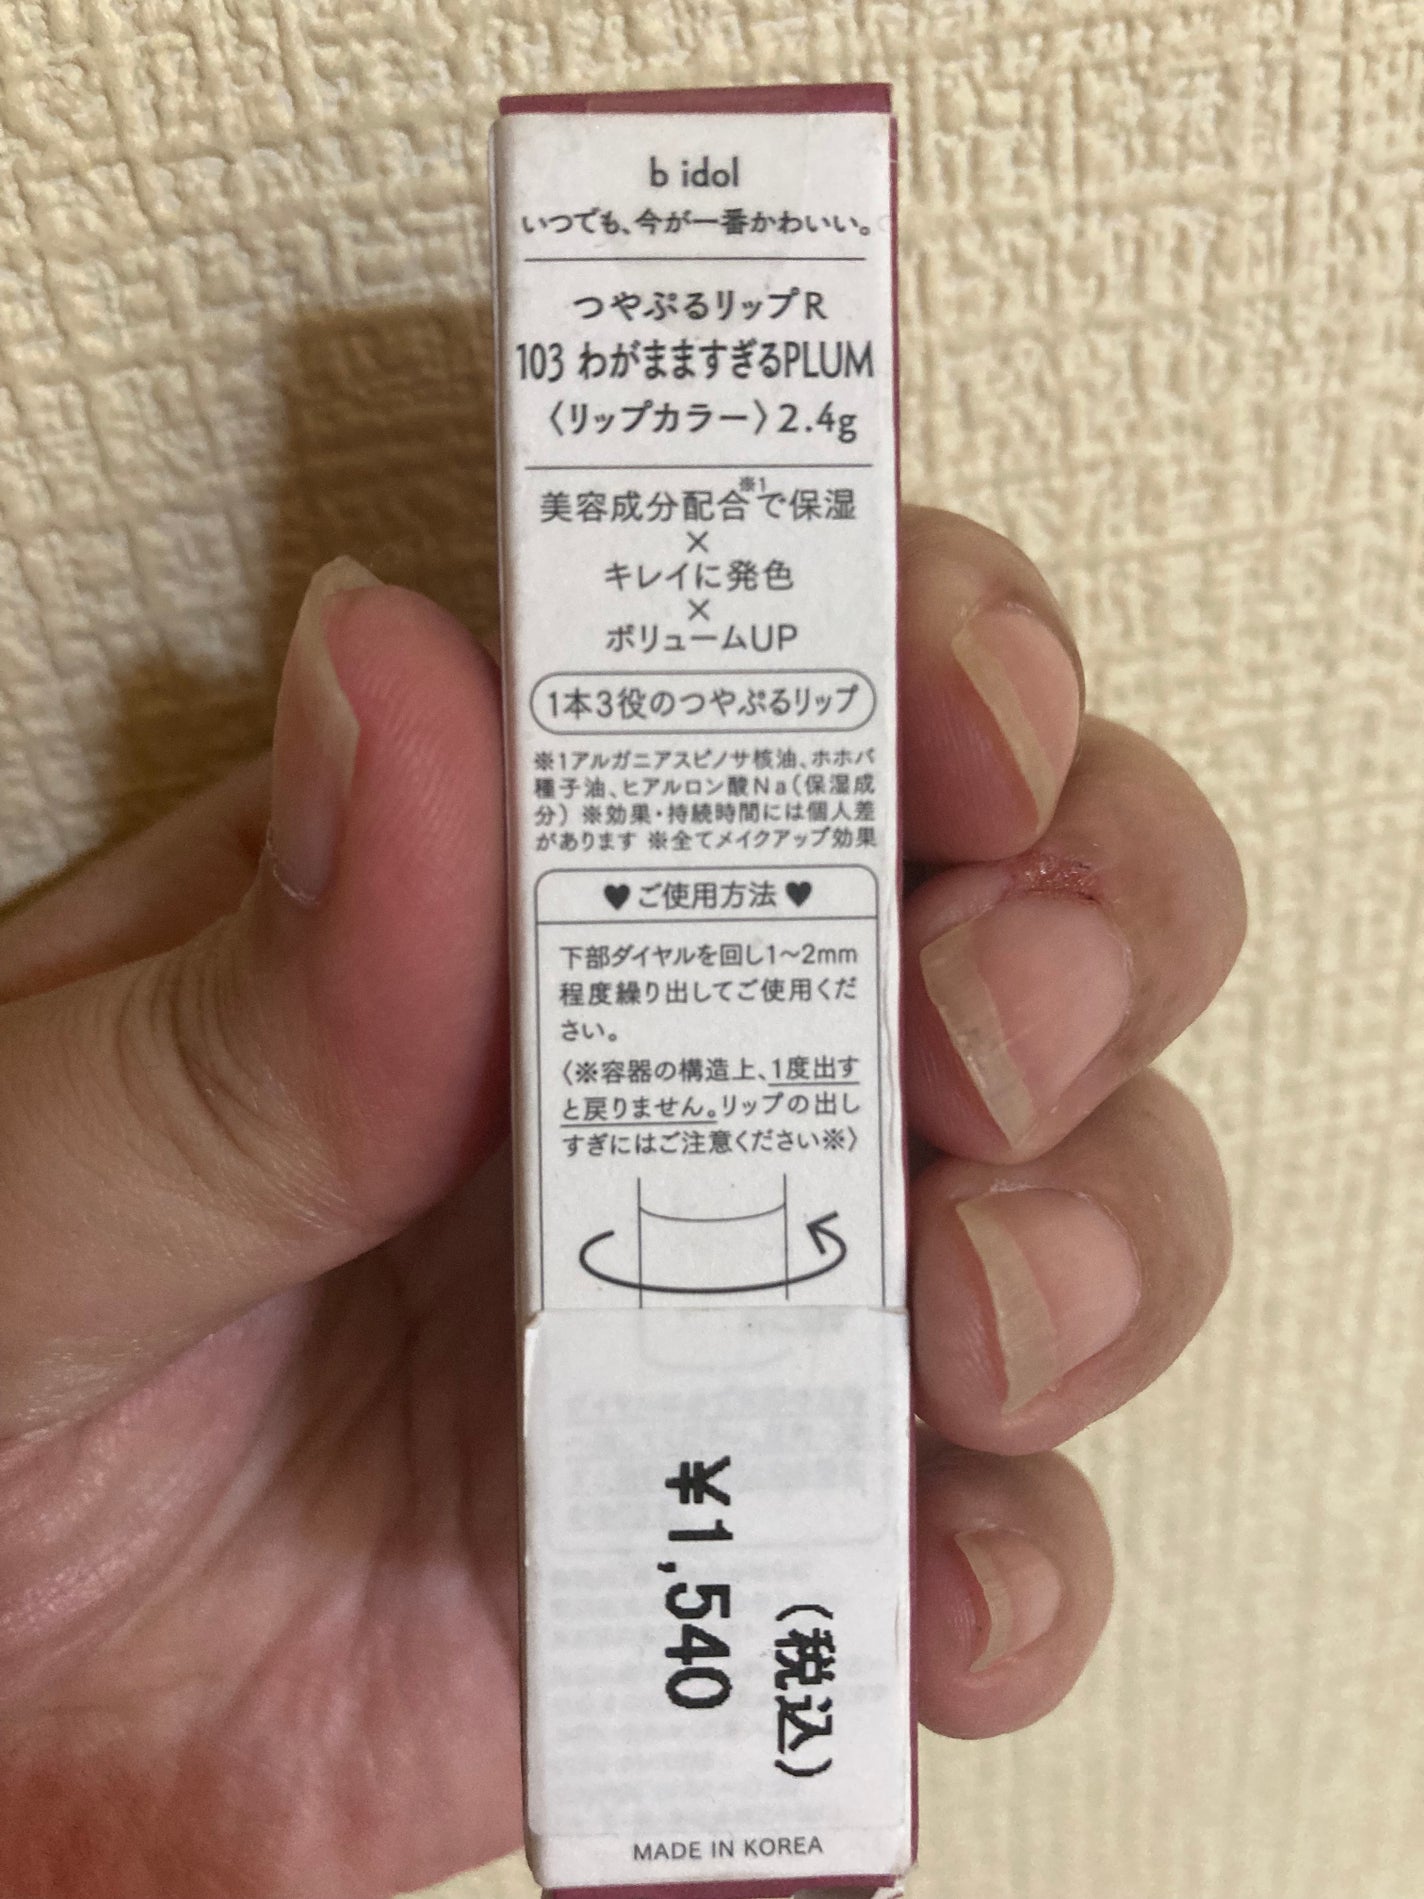 b idol
いつでも、今が一番かわいい。
つやぷるリップR
103 わがまますぎるPLUM
〈リップカラー〉2.4g
美容成分配合※1で保湿
×
キレイに発色
×
ボリュームUP
1本3役のつやぷるリップ
※1アルガニアスピノサ核油、ホホバ
種子油、ヒアルロン酸Na(保湿成
分) ※効果・持続時間には個人差
があります ※全てメイクアップ効果
♥ご使用方法♥
下部ダイヤルを回し1~2mm
程度繰り出してご使用くだ
さい。
〈※容器の構造上、1度出す
と戻りません。リップの出し
すぎにはご注意ください※〉
¥1,540
(税込)
MADE IN KOREA